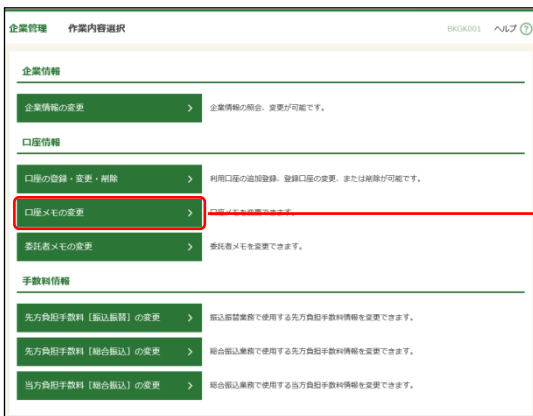 企業管理 作業内容選択 BKGK001 ヘルプ ?
企業情報
企業情報の変更 企業情報の照会、変更が可能です。
口座情報
口座の登録・変更・削除 利用口座の追加登録、登録口座の変更、または削除が可能です。
口座メモの変更 口座メモを変更できます。
委託者メモの変更 委託者メモを変更できます。
手数料情報
先方負担手数料［振込振替］の変更 振込振替業務で使用する先方負担手数料情報を変更できます。
先方負担手数料［総合振込］の変更 総合振込業務で使用する先方負担手数料情報を変更できます。
当方負担手数料［総合振込］の変更 総合振込業務で使用する当方負担手数料情報を変更できます。